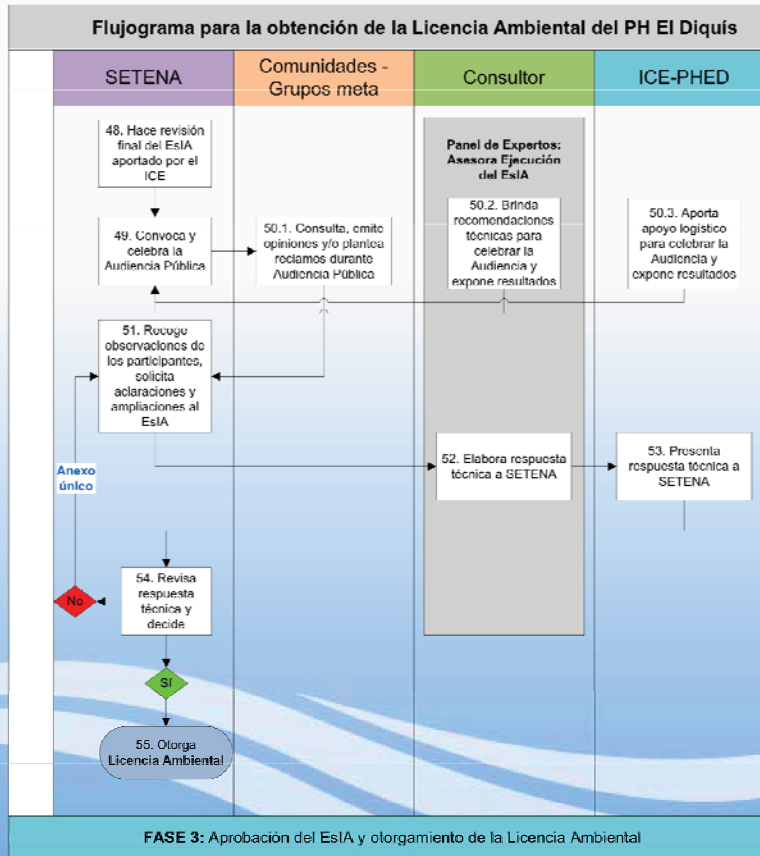 Flujograma para la obtención de la Licencia Ambiental del PH El Diquís
SETENA
Comunidades -
Grupos meta
Consultor
ICE-PHED
48. Hace revisión
final del EsIA
aportado por el
ICE
Panel de Expertos:
Asesora Ejecución
del EsIA
49. Convoca y
celebra la
Audiencia Pública
50.1. Consulta, emite
opiniones y/o plantea
reclamos durante
Audiencia Pública
50.2. Brinda
recomendaciones
técnicas para
celebrar la
Audiencia y
expone resultados
50.3. Aporta
apoyo logístico
para celebrar la
Audiencia y
expone resultados
51. Recoge
observaciones de
los participantes,
solicita
aclaraciones y
ampliaciones al
EsIA
52. Elabora respuesta
técnica a SETENA
53. Presenta
respuesta técnica a
SETENA
Anexo
único
54. Revisa
respuesta
técnica y
decide
No
Sí
55. Otorga
Licencia Ambiental
FASE 3: Aprobación del EsIA y otorgamiento de la Licencia Ambiental